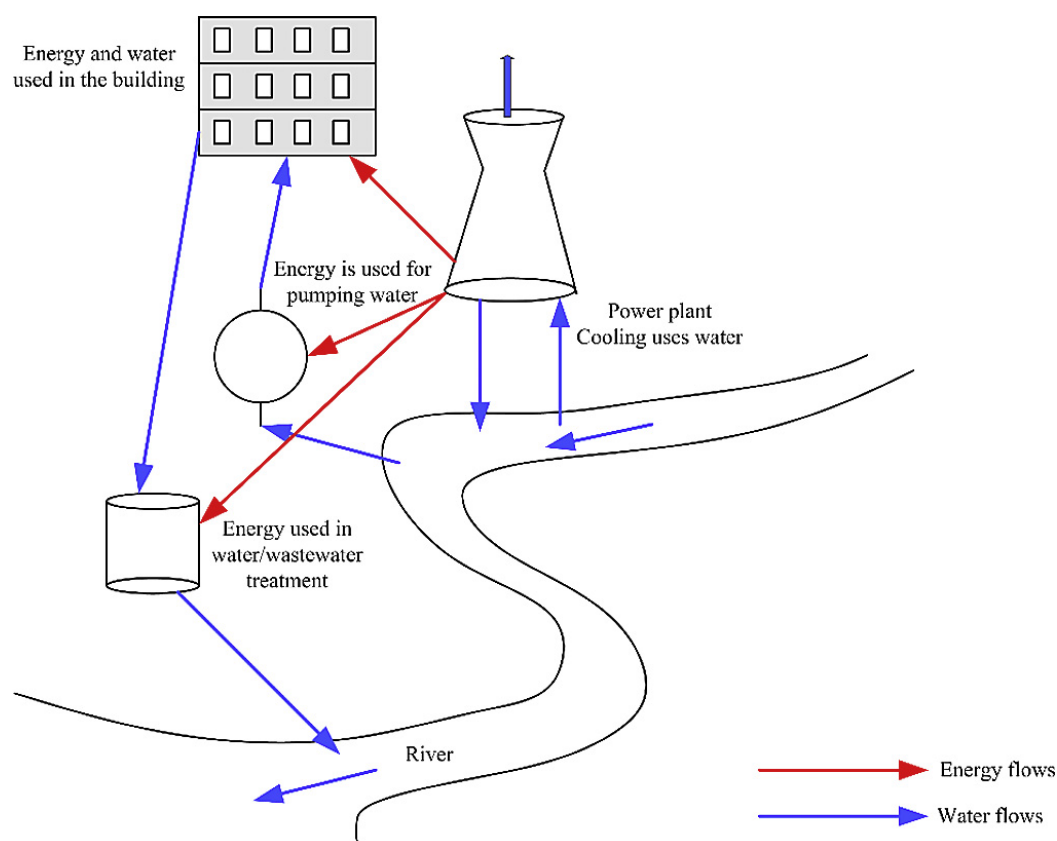 Energy and water
used in the building
Energy is used for
pumping water
Power plant
Cooling uses water
Energy used in
water/wastewater
treatment
River
Energy flows
Water flows